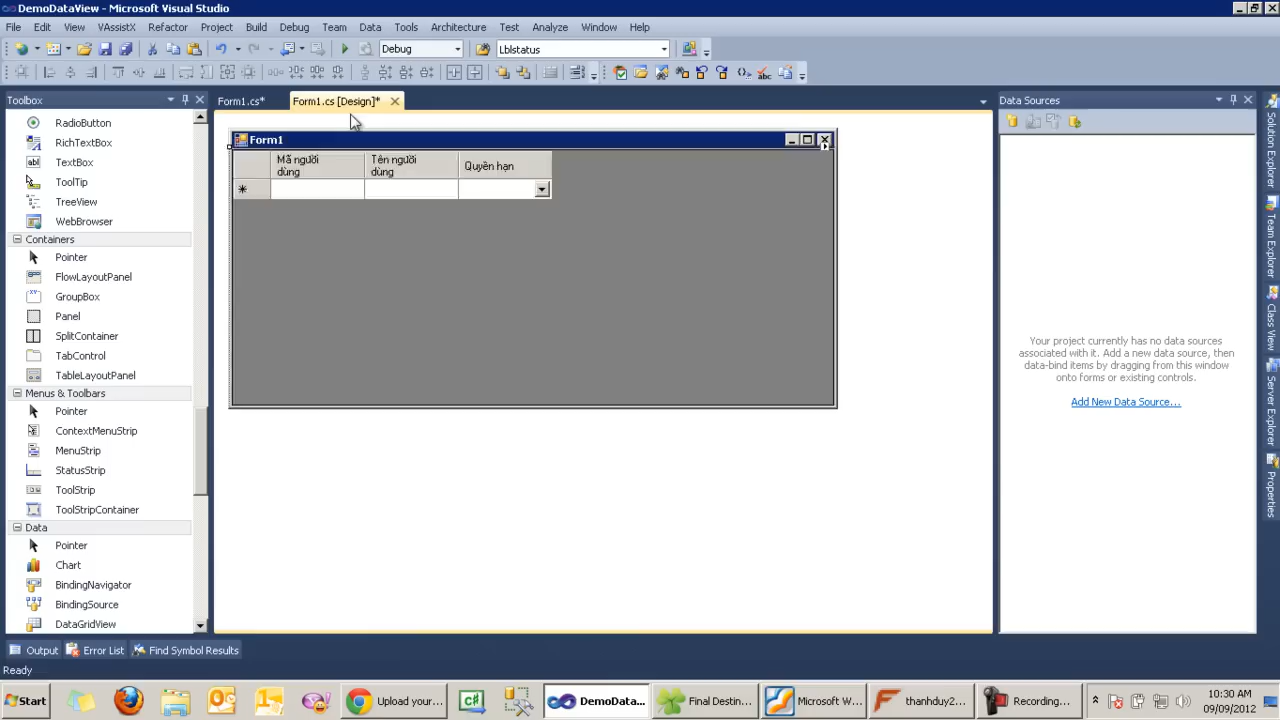 DemoDataView - Microsoft Visual Studio
File Edit View VAssistX Refactor Project Build Debug Team Data Tools Architecture Test Analyze Window Help
Debug Lblstatus
Toolbox
Form1.cs* Form1.cs [Design]*
Data Sources
RadioButton
RichTextBox
TextBox
ToolTip
TreeView
WebBrowser
Containers
Pointer
FlowLayoutPanel
GroupBox
Panel
SplitContainer
TabControl
TableLayoutPanel
Menus & Toolbars
Pointer
ContextMenuStrip
MenuStrip
StatusStrip
ToolStrip
ToolStripContainer
Data
Pointer
Chart
BindingNavigator
BindingSource
DataGridView
Form1
Mã người
dùng
Tên người
dùng
Quyền hạn
Your project currently has no data sources
associated with it. Add a new data source, then
data-bind items by dragging from this window
onto forms or existing controls.
Add New Data Source...
Solution Explorer
Team Explorer
Class View
Server Explorer
Properties
Output Error List Find Symbol Results
Ready
Start
Upload your...
C#
DemoData...
Final Destin...
Microsoft W...
thanhduy2...
Recording...
10:30 AM
09/09/2012